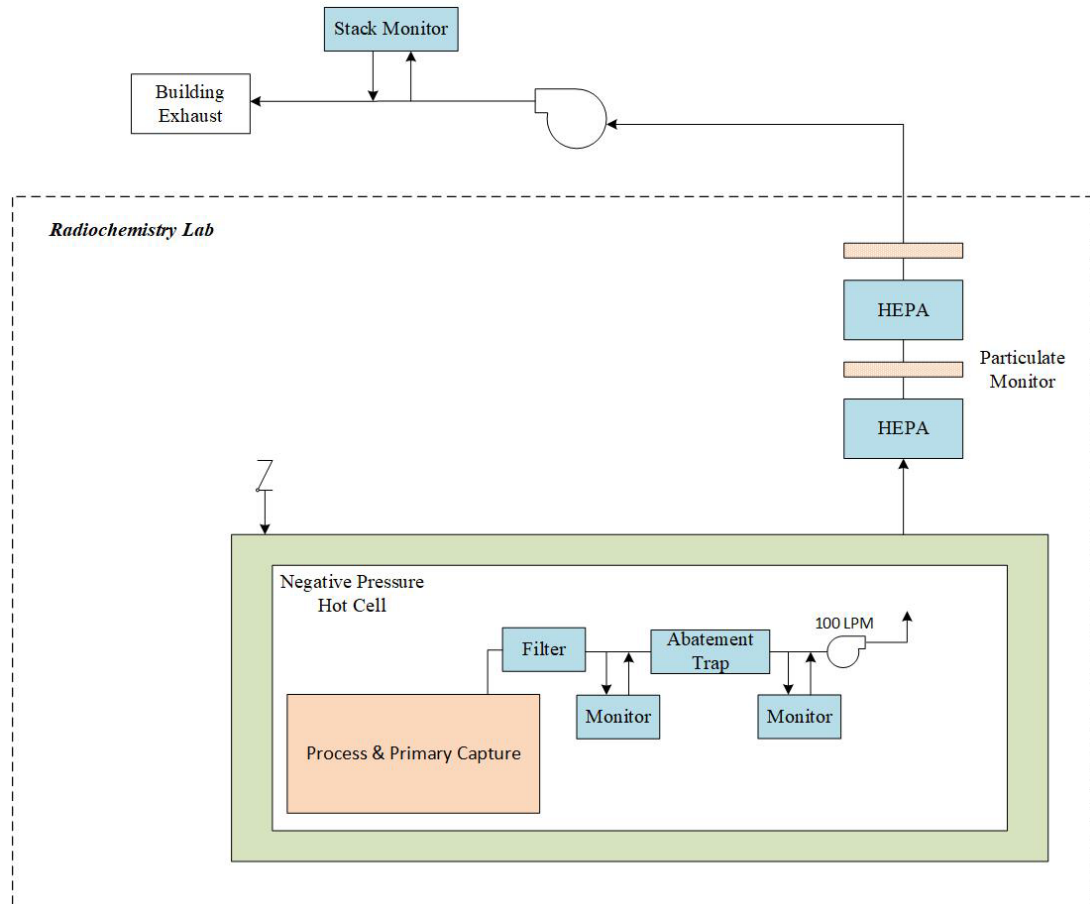 Stack Monitor
Building
Exhaust
Radiochemistry Lab
HEPA
Particulate
Monitor
HEPA
Negative Pressure
Hot Cell
100 LPM
Filter
Abatement
Trap
Monitor
Monitor
Process & Primary Capture